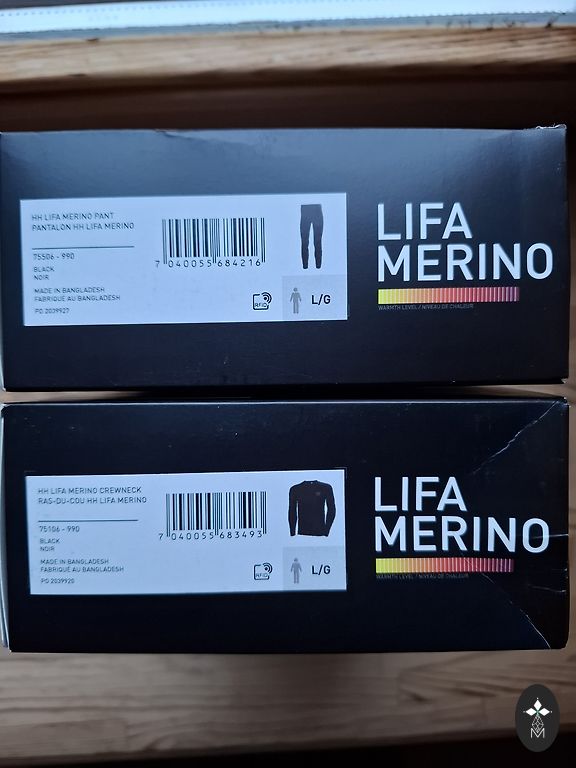 HH LIFA MERINO PANT
PANTALON HH LIFA MERINO
75506 - 990
BLACK
NOIR
MADE IN BANGLADESH
FABRIQUÉ AU BANGLADESH
PO 2039927
7 040055 684216
RFID
L/G
LIFA
MERINO
WARMTH LEVEL / NIVEAU DE CHALEUR
HH LIFA MERINO CREWNECK
RAS-DU-COU HH LIFA MERINO
75106 - 990
BLACK
NOIR
MADE IN BANGLADESH
FABRIQUÉ AU BANGLADESH
PO 2039920
7 040055 683493
RFID
L/G
LIFA
MERINO
WARMTH LEVEL / NIVEAU DE CHALEUR
M